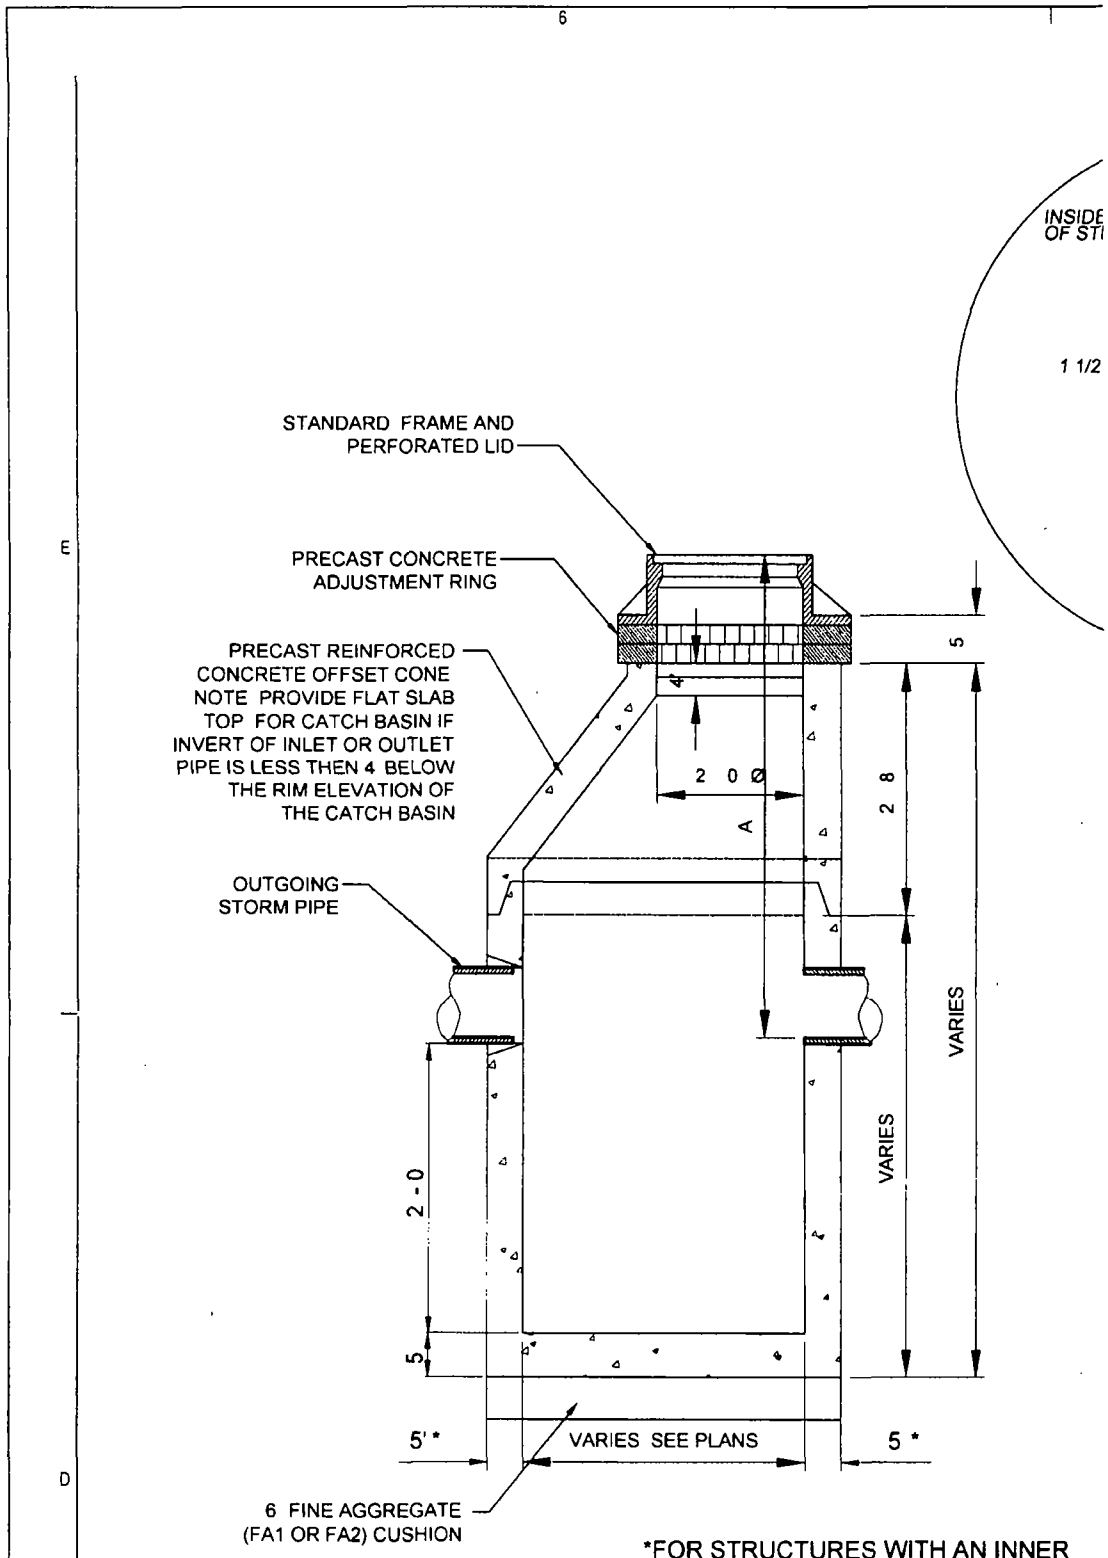 6
INSIDE
OF ST
1 1/2
STANDARD FRAME AND
PERFORATED LID
E
PRECAST CONCRETE
ADJUSTMENT RING
5
PRECAST REINFORCED
CONCRETE OFFSET CONE
NOTE PROVIDE FLAT SLAB
TOP FOR CATCH BASIN IF
INVERT OF INLET OR OUTLET
PIPE IS LESS THEN 4 BELOW
THE RIM ELEVATION OF
THE CATCH BASIN
4'
2 0 Ø
A
2 8
OUTGOING
STORM PIPE
VARIES
VARIES
2 - 0
5
5' *
VARIES SEE PLANS
5 *
D
6 FINE AGGREGATE
(FA1 OR FA2) CUSHION
*FOR STRUCTURES WITH AN INNER